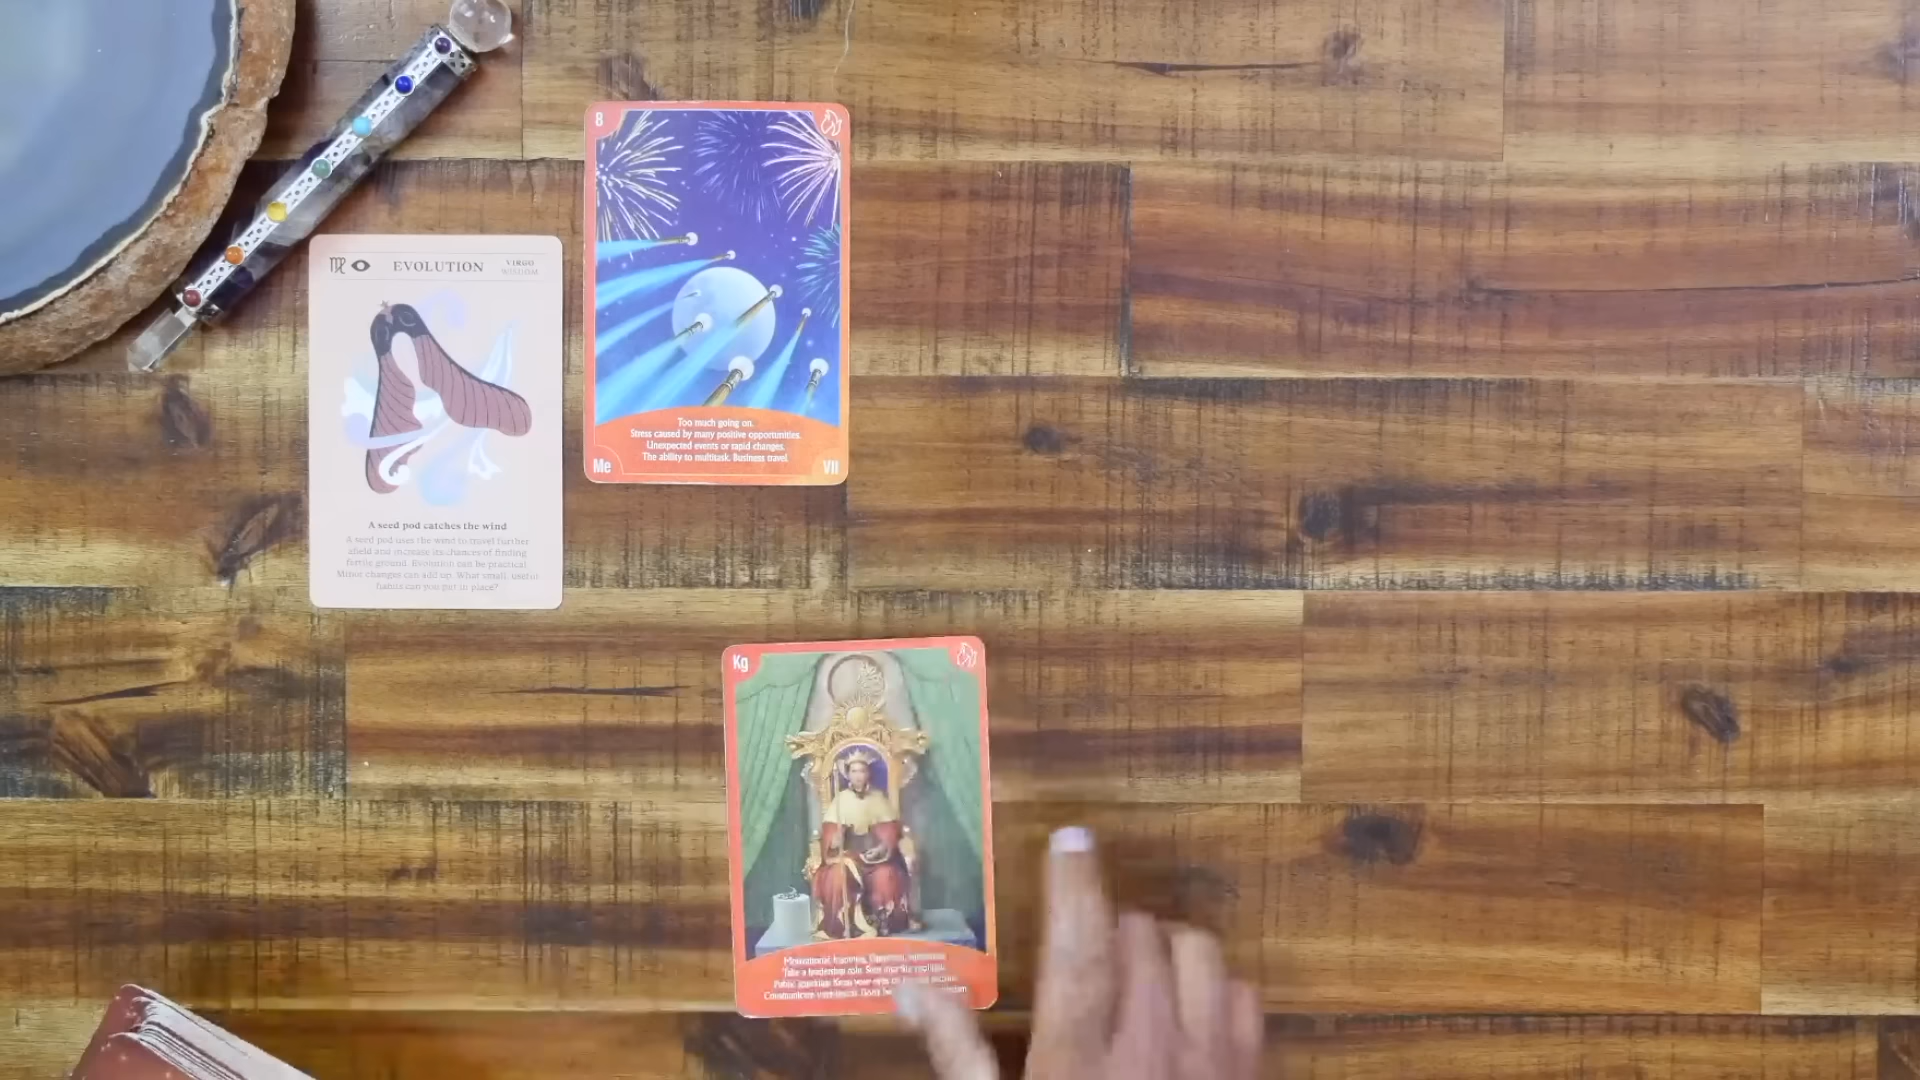 EVOLUTION
VIRGO
WISDOM
A seed pod catches the wind
A seed pod uses the wind to travel further
afield and increase its chances of finding
fertile ground. Evolution can be practical.
Minor changes can add up. What small, useful
habits can you put in place?
8
Too much going on.
Stress caused by many positive opportunities.
Unexpected events or rapid changes.
The ability to multitask. Business travel.
Me
VII
Kg
Take a leadership role.